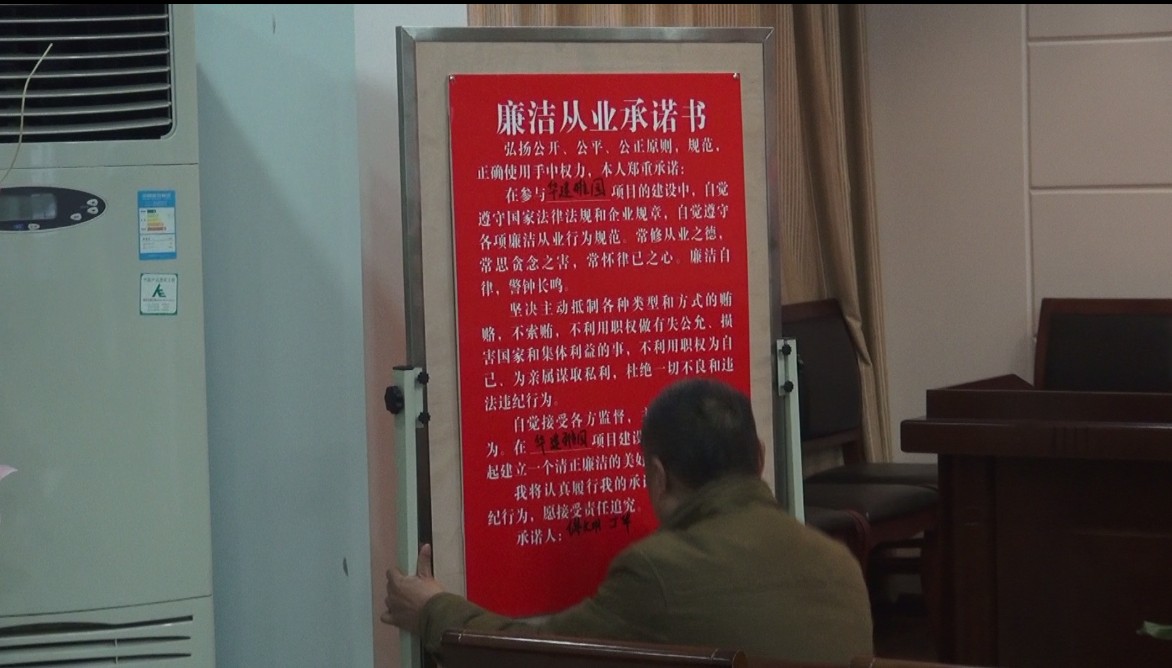 廉洁从业承诺书
弘扬公开、公平、公正原则，规范，
正确使用手中权力，本人郑重承诺：
在参与华建雅园项目的建设中，自觉
遵守国家法律法规和企业规章，自觉遵守
各项廉洁从业行为规范。常修从业之德，
常思贪念之害，常怀律已之心。廉洁自
律，警钟长鸣。
坚决主动抵制各种类型和方式的贿
赂，不索贿，不利用职权做有失公允、损
害国家和集体利益的事，不利用职权为自
己、为亲属谋取私利，杜绝一切不良和违
法违纪行为。
自觉接受各方监督，
为。在华建雅园项目建设
起建立一个清正廉洁的美好
我将认真履行我的承诺
纪行为，愿接受责任追究。
承诺人：